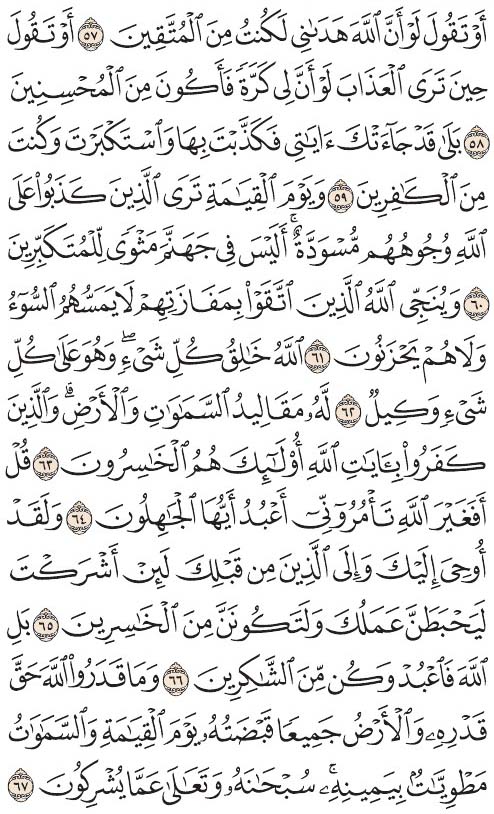 أَوۡ تَقُولَ لَوۡ أَنَّ ٱللَّهَ هَدَىٰنِي لَكُنتُ مِنَ ٱلۡمُتَّقِينَ ٥٧ أَوۡ تَقُولَ
حِينَ تَرَى ٱلۡعَذَابَ لَوۡ أَنَّ لِي كَرَّةٗ فَأَكُونَ مِنَ ٱلۡمُحۡسِنِينَ
٥٨ بَلَىٰ قَدۡ جَآءَتۡكَ ءَايَٰتِي فَكَذَّبۡتَ بِهَا وَٱسۡتَكۡبَرۡتَ وَكُنتَ
مِنَ ٱلۡكَٰفِرِينَ ٥٩ وَيَوۡمَ ٱلۡقِيَٰمَةِ تَرَى ٱلَّذِينَ كَذَبُواْ عَلَى
ٱللَّهِ وُجُوهُهُم مُّسۡوَدَّةٌۚ أَلَيۡسَ فِي جَهَنَّمَ مَثۡوٗى لِّلۡمُتَكَبِّرِينَ
٦٠ وَيُنَجِّي ٱللَّهُ ٱلَّذِينَ ٱتَّقَوۡاْ بِمَفَازَتِهِمۡ لَا يَمَسُّهُمُ ٱلسُّوٓءُ
وَلَا هُمۡ يَحۡزَنُونَ ٦١ ٱللَّهُ خَٰلِقُ كُلِّ شَيۡءٖۖ وَهُوَ عَلَىٰ كُلِّ
شَيۡءٖ وَكِيلٞ ٦٢ لَّهُۥ مَقَالِيدُ ٱلسَّمَٰوَٰتِ وَٱلۡأَرۡضِۗ وَٱلَّذِينَ
كَفَرُواْ بِـَٔايَٰتِ ٱللَّهِ أُوْلَٰٓئِكَ هُمُ ٱلۡخَٰسِرُونَ ٦٣ قُلۡ
أَفَغَيۡرَ ٱللَّهِ تَأۡمُرُوٓنِّيٓ أَعۡبُدُ أَيُّهَا ٱلۡجَٰهِلُونَ ٦٤ وَلَقَدۡ
أُوحِيَ إِلَيۡكَ وَإِلَى ٱلَّذِينَ مِن قَبۡلِكَ لَئِنۡ أَشۡرَكۡتَ
لَيَحۡبَطَنَّ عَمَلُكَ وَلَتَكُونَنَّ مِنَ ٱلۡخَٰسِرِينَ ٦٥ بَلِ
ٱللَّهَ فَٱعۡبُدۡ وَكُن مِّنَ ٱلشَّٰكِرِينَ ٦٦ وَمَا قَدَرُواْ ٱللَّهَ حَقَّ
قَدۡرِهِۦ وَٱلۡأَرۡضُ جَمِيعٗا قَبۡضَتُهُۥ يَوۡمَ ٱلۡقِيَٰمَةِ وَٱلسَّمَٰوَٰتُ
مَطۡوِيَّٰتُۢ بِيَمِينِهِۦۚ سُبۡحَٰنَهُۥ وَتَعَٰلَىٰ عَمَّا يُشۡرِكُونَ ٦٧